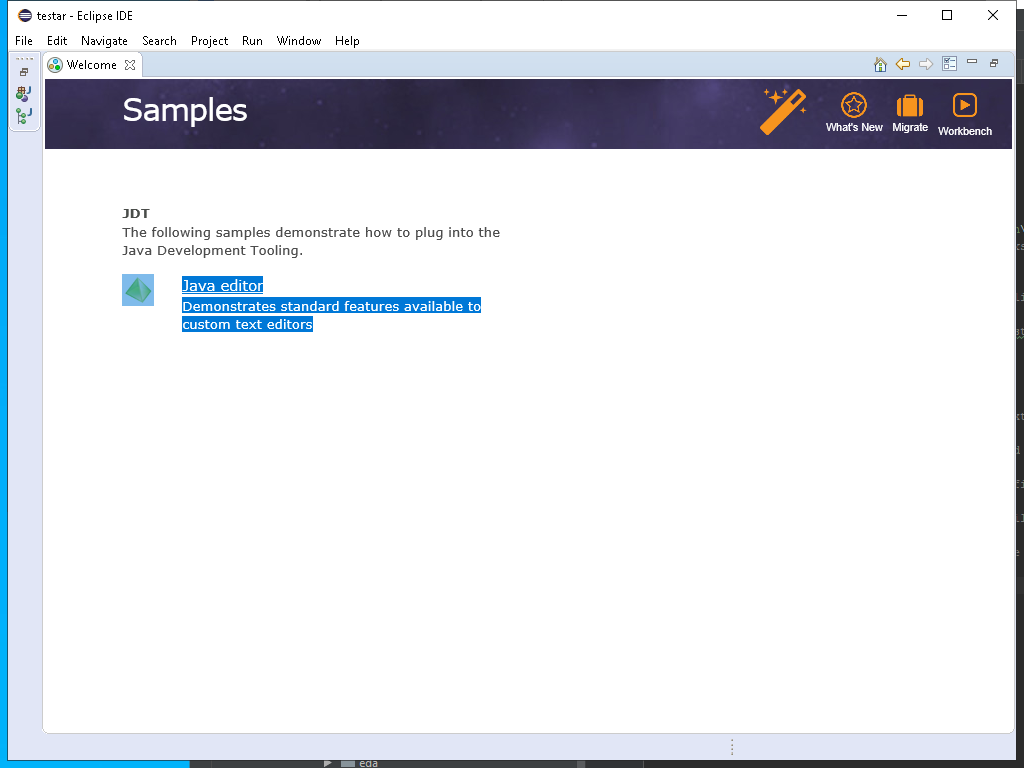 testar - Eclipse IDE
File Edit Navigate Search Project Run Window Help
Welcome
Samples
What's New Migrate Workbench
JDT
The following samples demonstrate how to plug into the
Java Development Tooling.
Java editor
Demonstrates standard features available to
custom text editors
eda